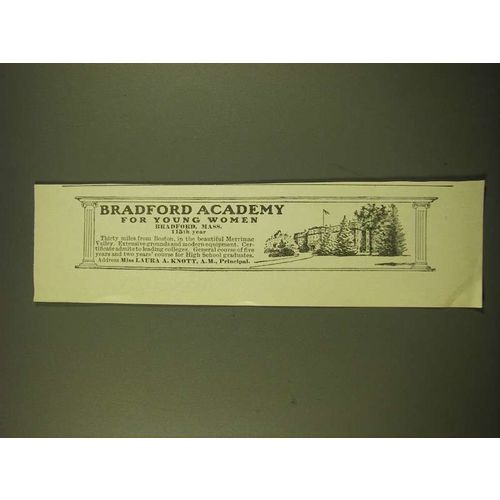 BRADFORD ACADEMY
FOR YOUNG WOMEN
BRADFORD, MASS.
115th year
Thirty miles from Boston, in the beautiful Merrimac
Valley. Extensive grounds and modern equipment. Cer-
tificate admits to leading colleges. General course of five
years and two years' course for High School graduates.
Address Miss LAURA A. KNOTT, A.M., Principal.